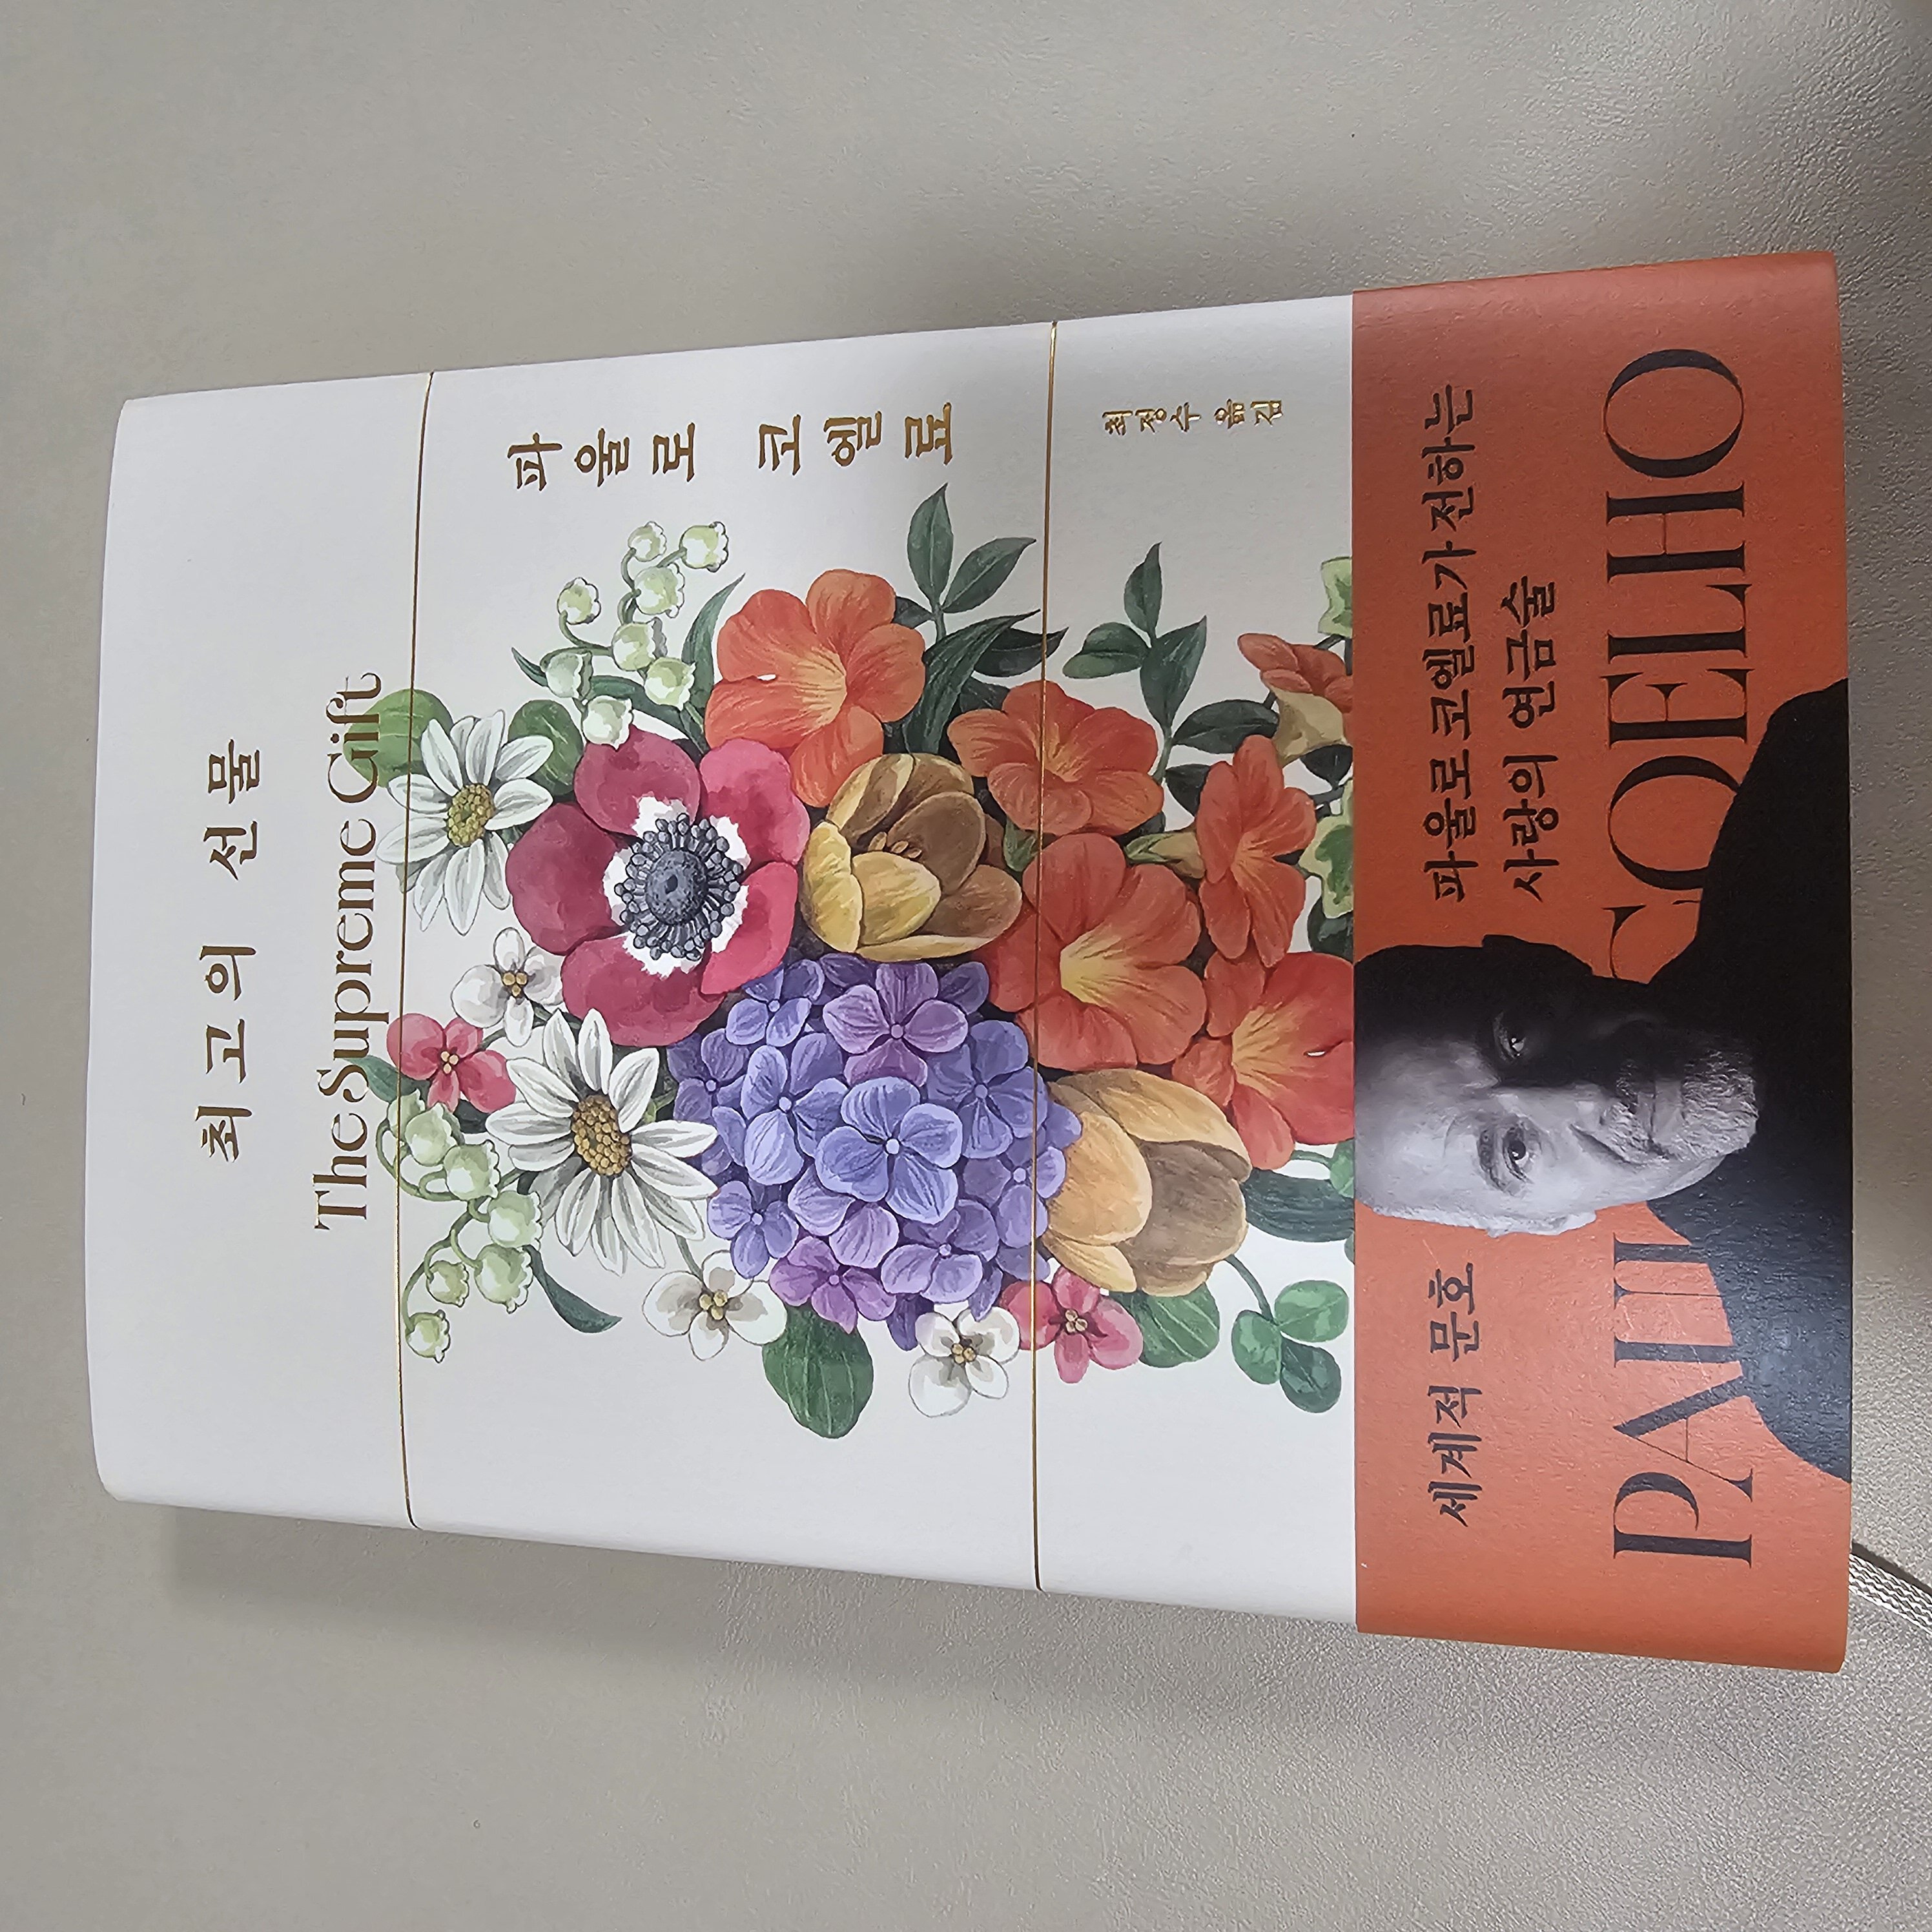 최고의 선물
The Supreme Gift
파울로 코엘료
최정수 옮김
세계적 문호 파울로 코엘료가 전하는
사랑의 연금술
PAUL COELHO